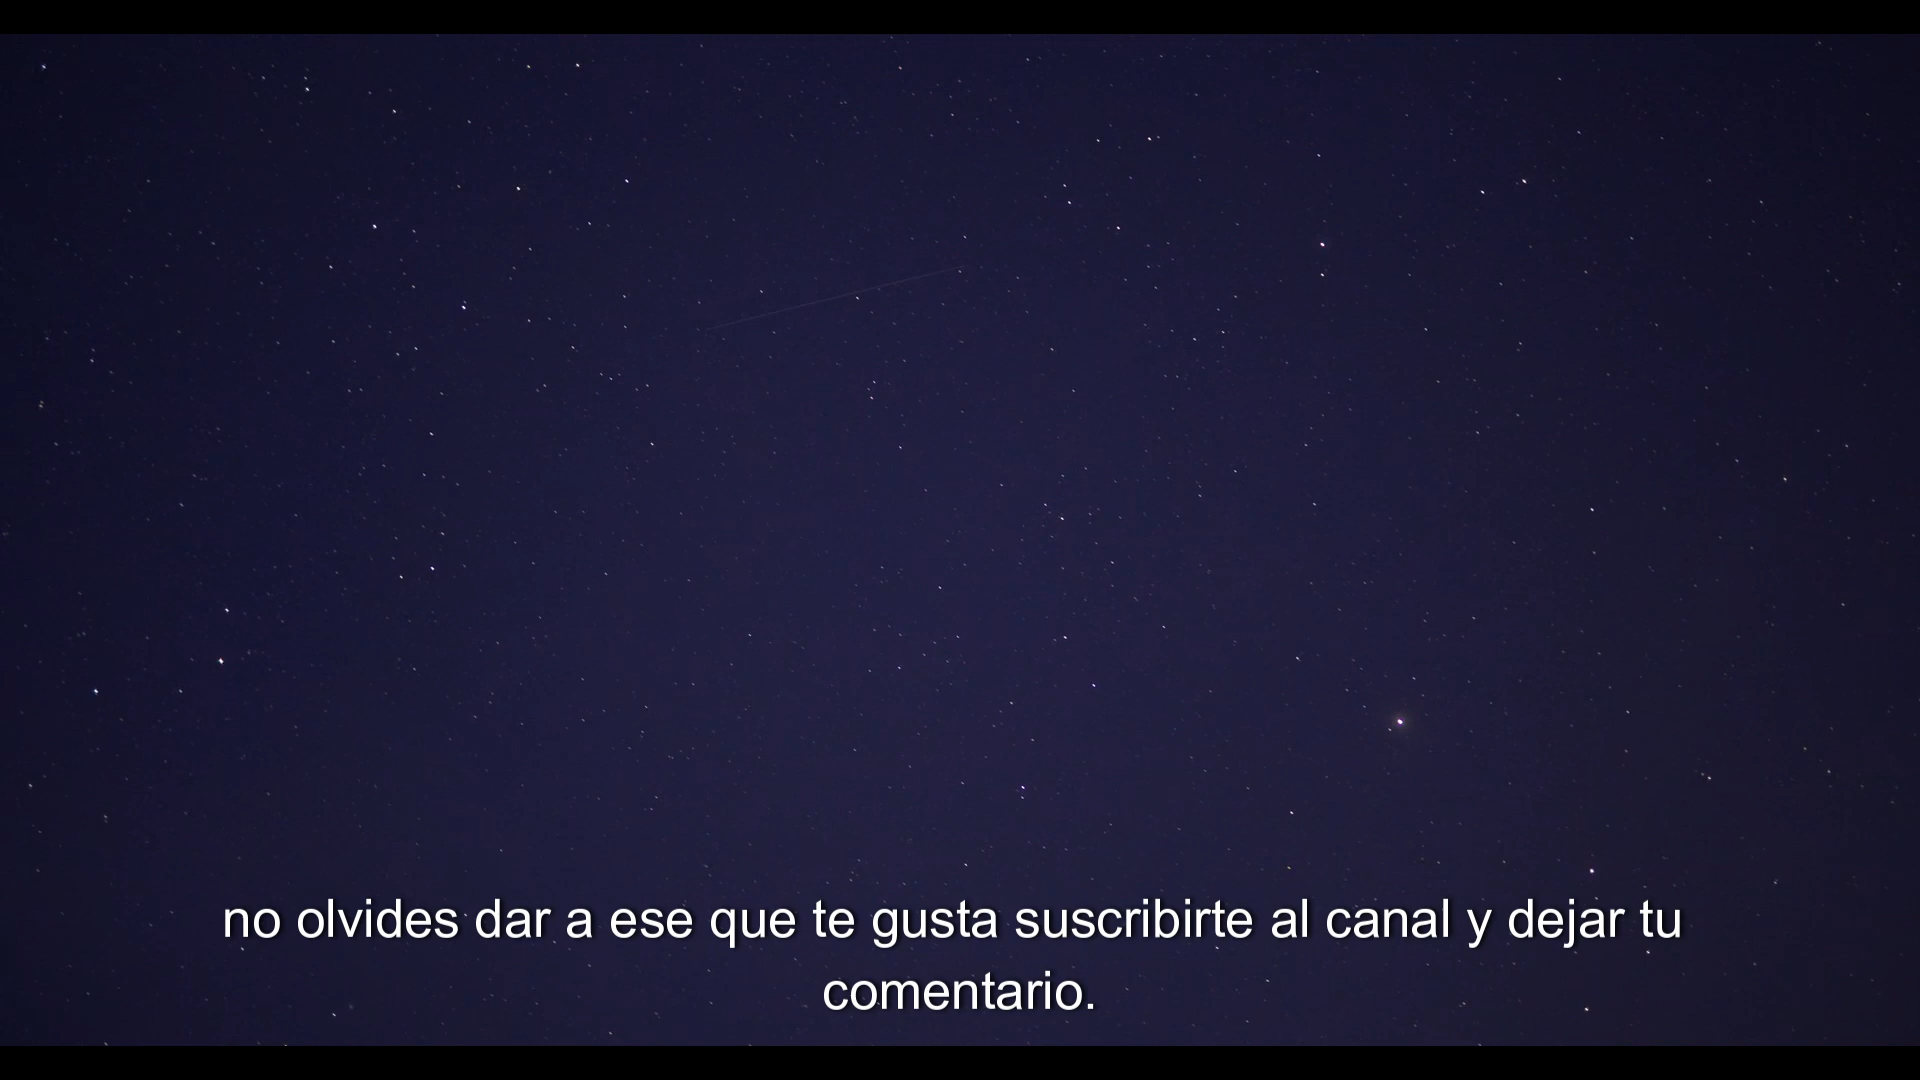 no olvides dar a ese que te gusta suscribirte al canal y dejar tu
comentario.